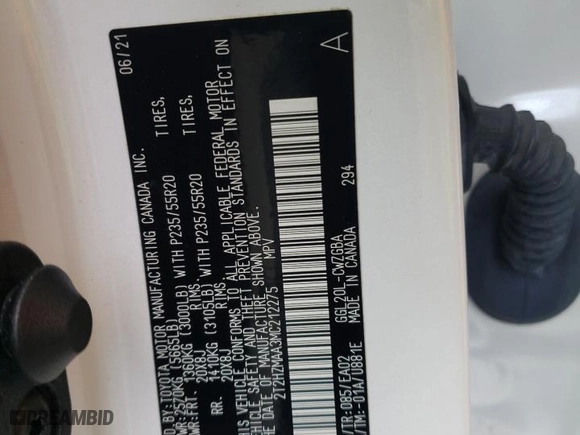 BY:TOYOTA MOTOR MANUFACTURING CANADA INC. 06/21
WR: 2570KG (5665LB)
WR:FRT. 1360KG (3000LB) WITH P235/55R20 TIRES,
20X8J RIMS
RR. 1410KG (3105LB) WITH P235/55R20 TIRES,
20X8J RIMS
THIS VEHICLE CONFORMS TO ALL APPLICABLE FEDERAL MOTOR
VEHICLE SAFETY AND THEFT PREVENTION STANDARDS IN EFFECT ON
THE DATE OF MANUFACTURE SHOWN ABOVE.
2T2HZMAA3MC212275 MPV A
/TR:085/EA02 GGL20L-CWZGBA
/TM:-01A/U881E MADE IN CANADA 294
DREAMBID